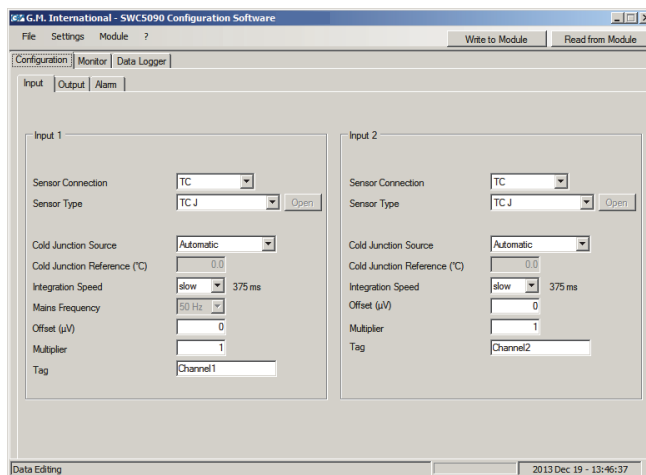 G.M. International - SWC5090 Configuration Software
File Settings Module ?
Write to Module Read from Module
Configuration Monitor Data Logger
Input Output Alarm
Input 1 Input 2
Sensor Connection TC Sensor Connection TC
Sensor Type TC J Open Sensor Type TC J Open
Cold Junction Source Automatic Cold Junction Source Automatic
Cold Junction Reference (°C) 0.0 Cold Junction Reference (°C) 0.0
Integration Speed slow 375 ms Integration Speed slow 375 ms
Mains Frequency 50 Hz Offset (µV) 0
Offset (µV) 0 Multiplier 1
Multiplier 1 Tag Channel2
Tag Channel1
Data Editing 2013 Dec 19 - 13:46:37